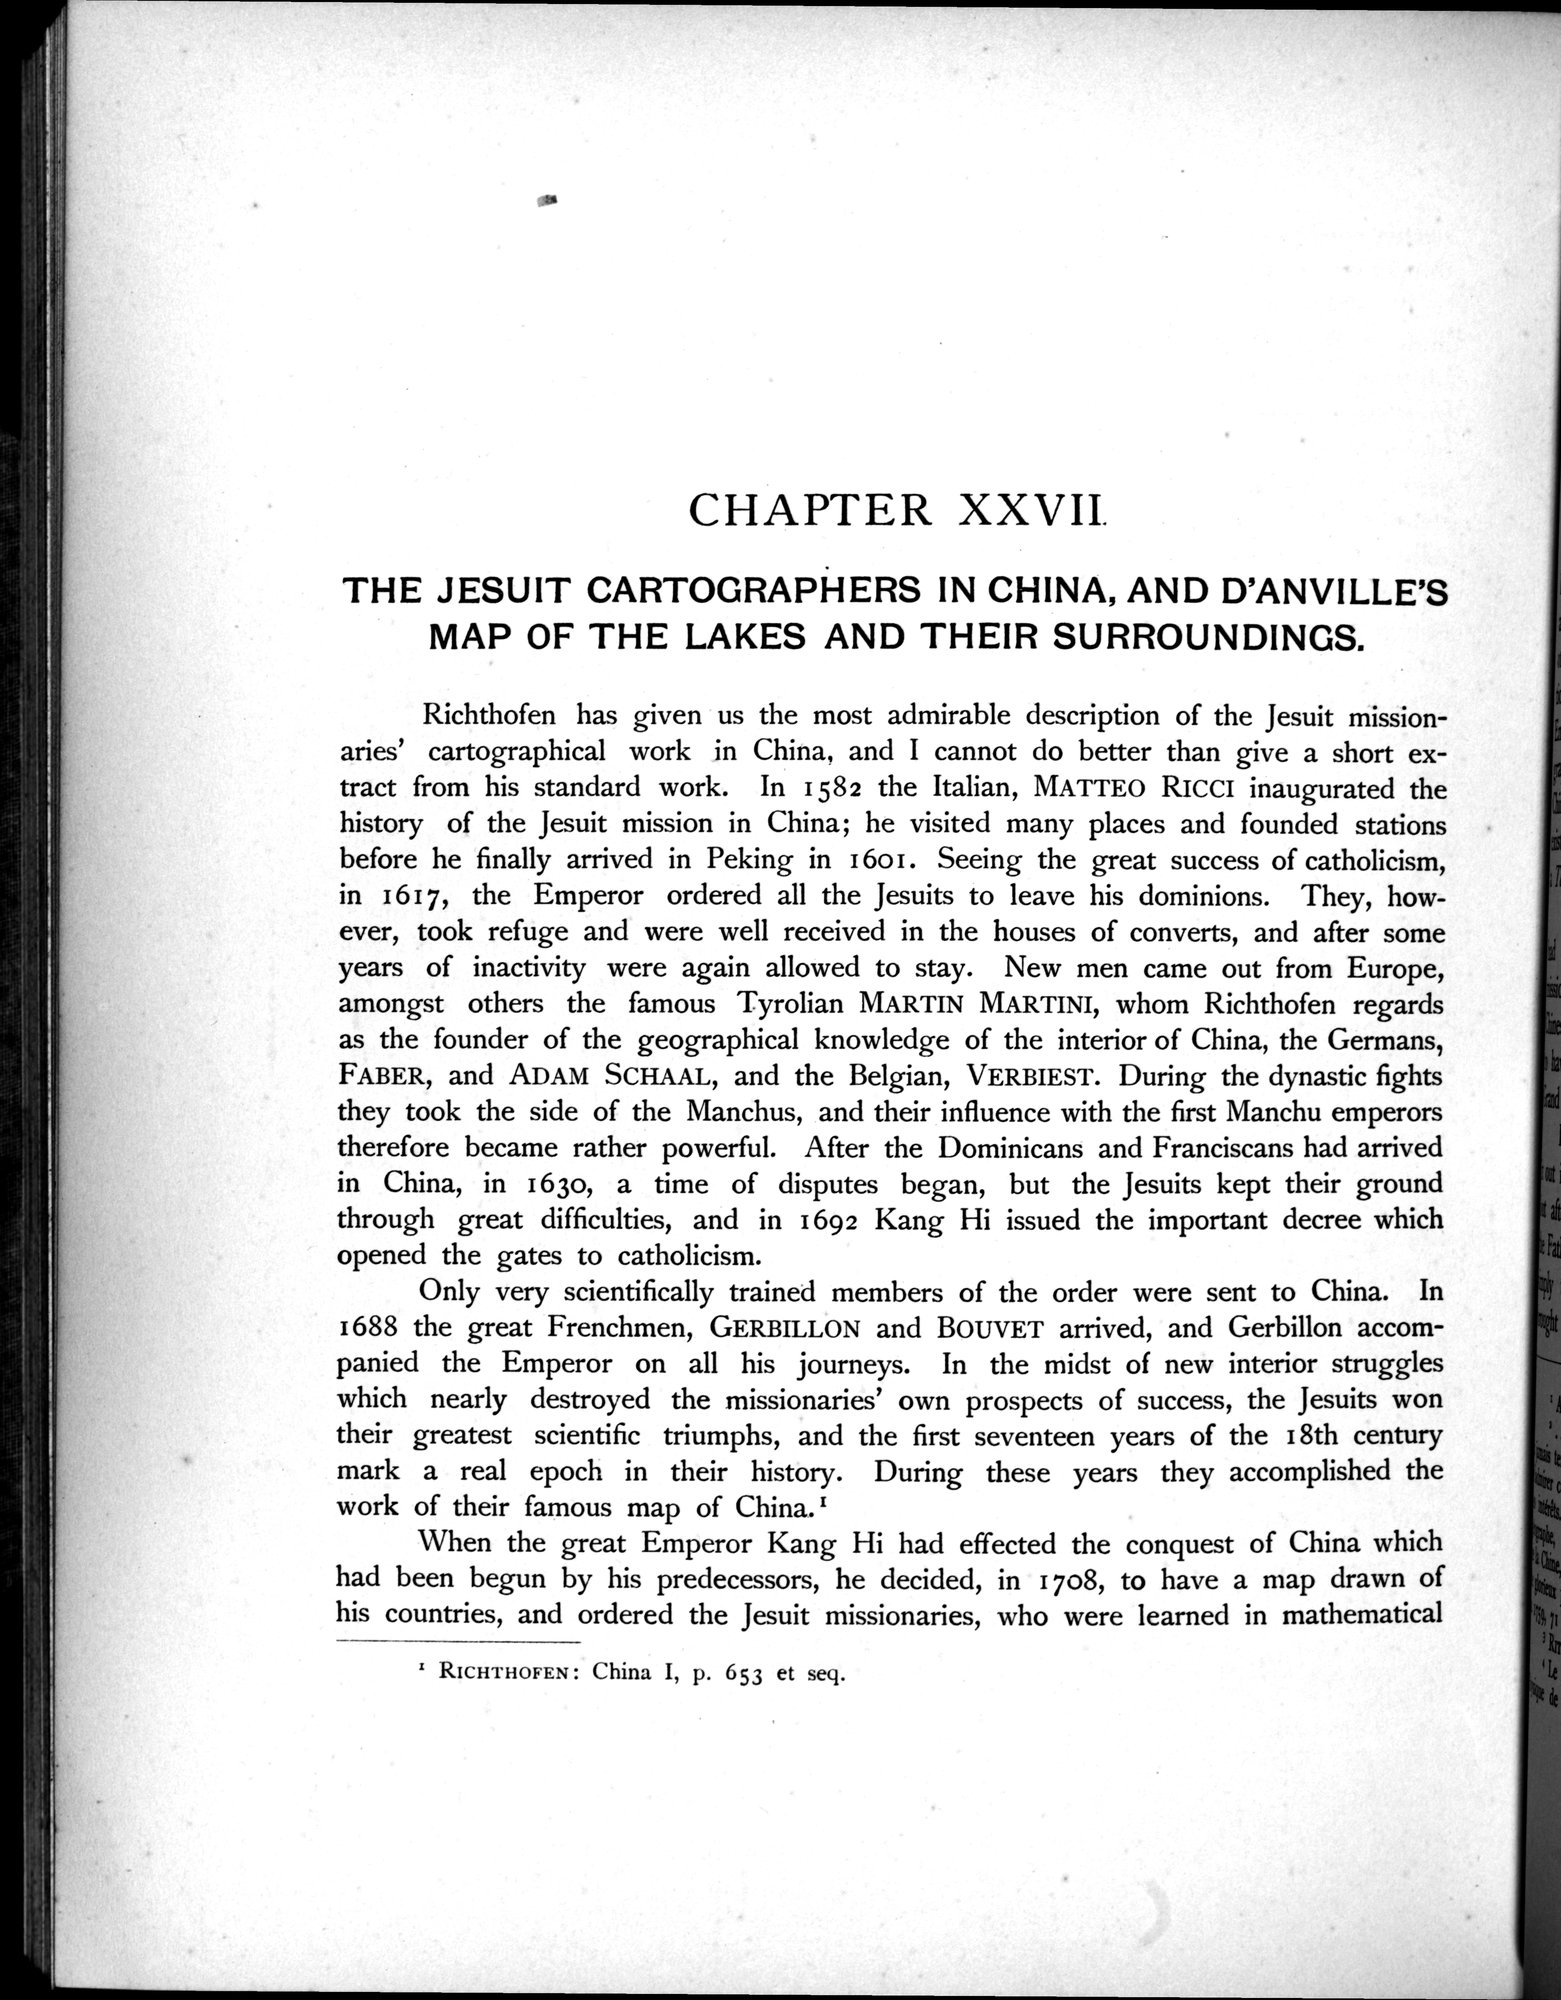 CHAPTER XXVII.
THE JESUIT CARTOGRAPHERS IN CHINA, AND D'ANVILLE'S
MAP OF THE LAKES AND THEIR SURROUNDINGS.
Richthofen has given us the most admirable description of the Jesuit mission-
aries' cartographical work in China, and I cannot do better than give a short ex-
tract from his standard work. In 1582 the Italian, MATTEO RICCI inaugurated the
history of the Jesuit mission in China; he visited many places and founded stations
before he finally arrived in Peking in 1601. Seeing the great success of catholicism,
in 1617, the Emperor ordered all the Jesuits to leave his dominions. They, how-
ever, took refuge and were well received in the houses of converts, and after some
years of inactivity were again allowed to stay. New men came out from Europe,
amongst others the famous Tyrolian MARTIN MARTINI, whom Richthofen regards
as the founder of the geographical knowledge of the interior of China, the Germans,
FABER, and ADAM SCHAAL, and the Belgian, VERBIEST. During the dynastic fights
they took the side of the Manchus, and their influence with the first Manchu emperors
therefore became rather powerful. After the Dominicans and Franciscans had arrived
in China, in 1630, a time of disputes began, but the Jesuits kept their ground
through great difficulties, and in 1692 Kang Hi issued the important decree which
opened the gates to catholicism.
Only very scientifically trained members of the order were sent to China. In
1688 the great Frenchmen, GERBILLON and BOUVET arrived, and Gerbillon accom-
panied the Emperor on all his journeys. In the midst of new interior struggles
which nearly destroyed the missionaries' own prospects of success, the Jesuits won
their greatest scientific triumphs, and the first seventeen years of the 18th century
mark a real epoch in their history. During these years they accomplished the
work of their famous map of China.¹
When the great Emperor Kang Hi had effected the conquest of China which
had been begun by his predecessors, he decided, in 1708, to have a map drawn of
his countries, and ordered the Jesuit missionaries, who were learned in mathematical
¹ RICHTHOFEN: China I, p. 653 et seq.